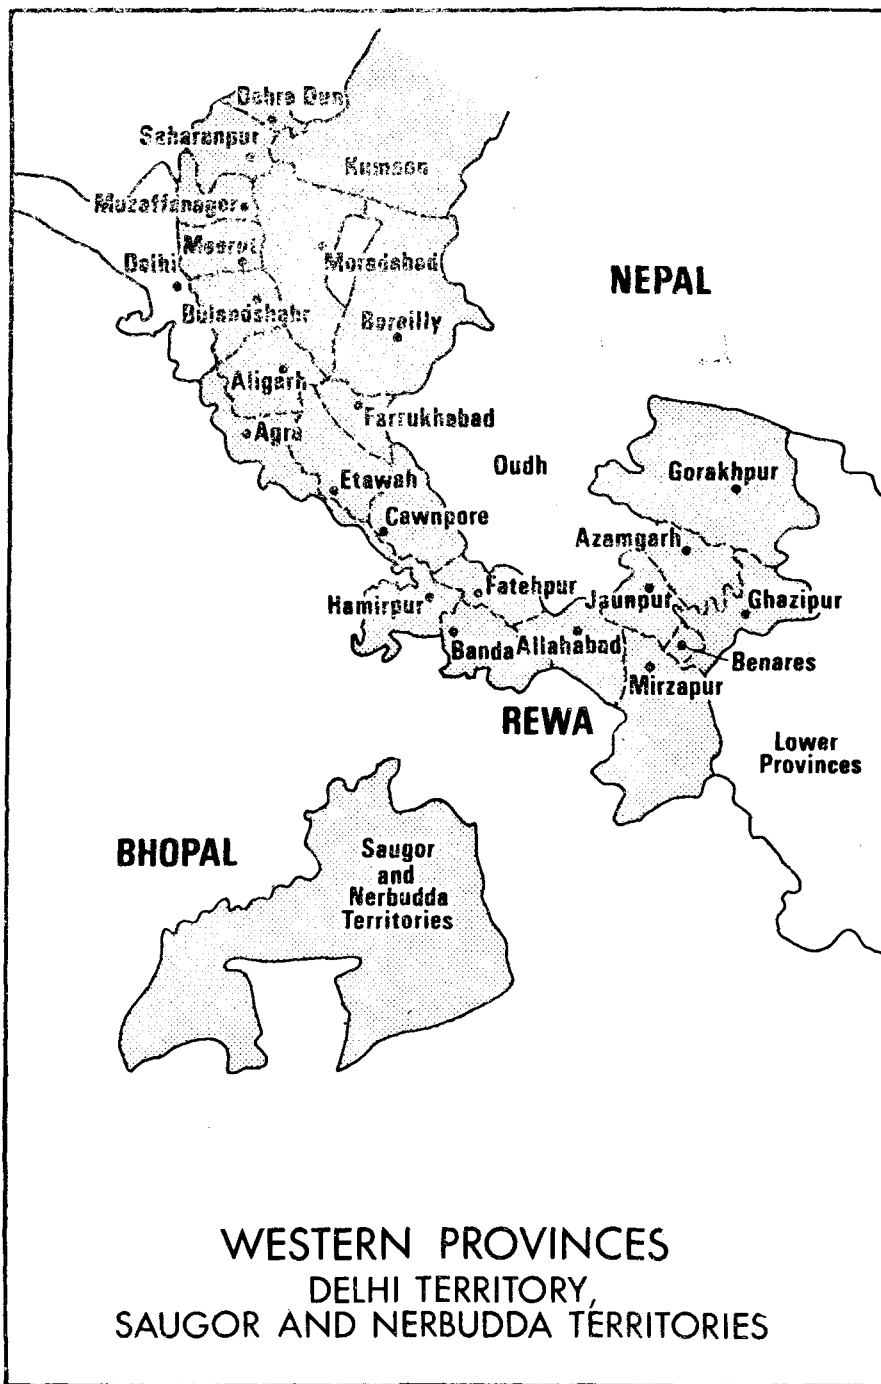 Dehra Dun
Saharanpur
Kumaon
Muzaffanagar
Meerut
Delhi
Moradabad
NEPAL
Bulandshahr
Bareilly
Aligarh
Farrukhabad
Agra
Oudh
Gorakhpur
Etawah
Cawnpore
Azamgarh
Fatehpur
Jaunpur
Ghazipur
Hamirpur
Banda
Allahabad
Benares
Mirzapur
REWA
Lower
Provinces
BHOPAL
Saugor
and
Nerbudda
Territories
WESTERN PROVINCES
DELHI TERRITORY,
SAUGOR AND NERBUDDA TERRITORIES